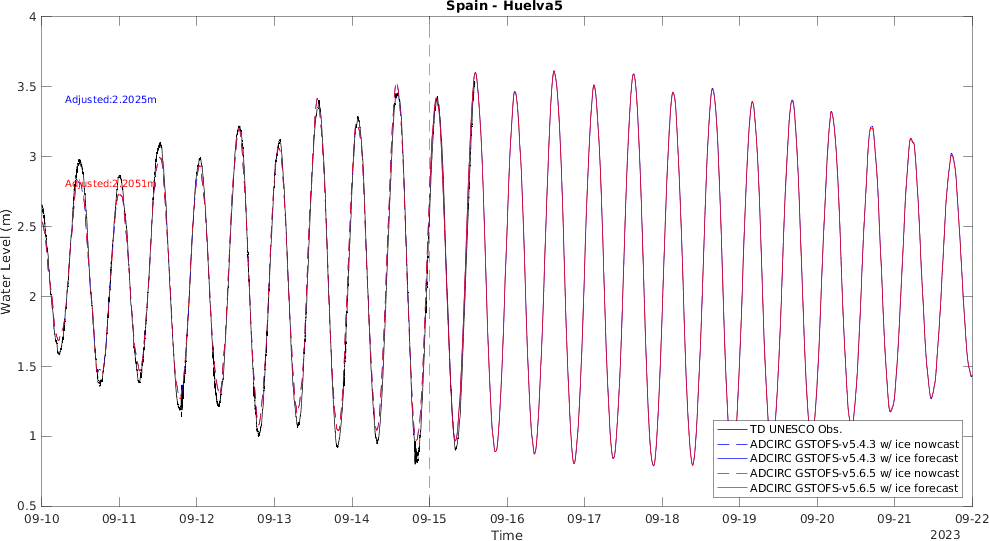 Spain - Huelva5
4
3.5
3
2.5
2
1.5
1
0.5
Water Level (m)
Adjusted:2.2025m
Adjusted:2.2051m
TD UNESCO Obs.
ADCIRC GSTOFS-v5.4.3 w/ ice nowcast
ADCIRC GSTOFS-v5.4.3 w/ ice forecast
ADCIRC GSTOFS-v5.6.5 w/ ice nowcast
ADCIRC GSTOFS-v5.6.5 w/ ice forecast
09-10 09-11 09-12 09-13 09-14 09-15 09-16 09-17 09-18 09-19 09-20 09-21 09-22
Time
2023